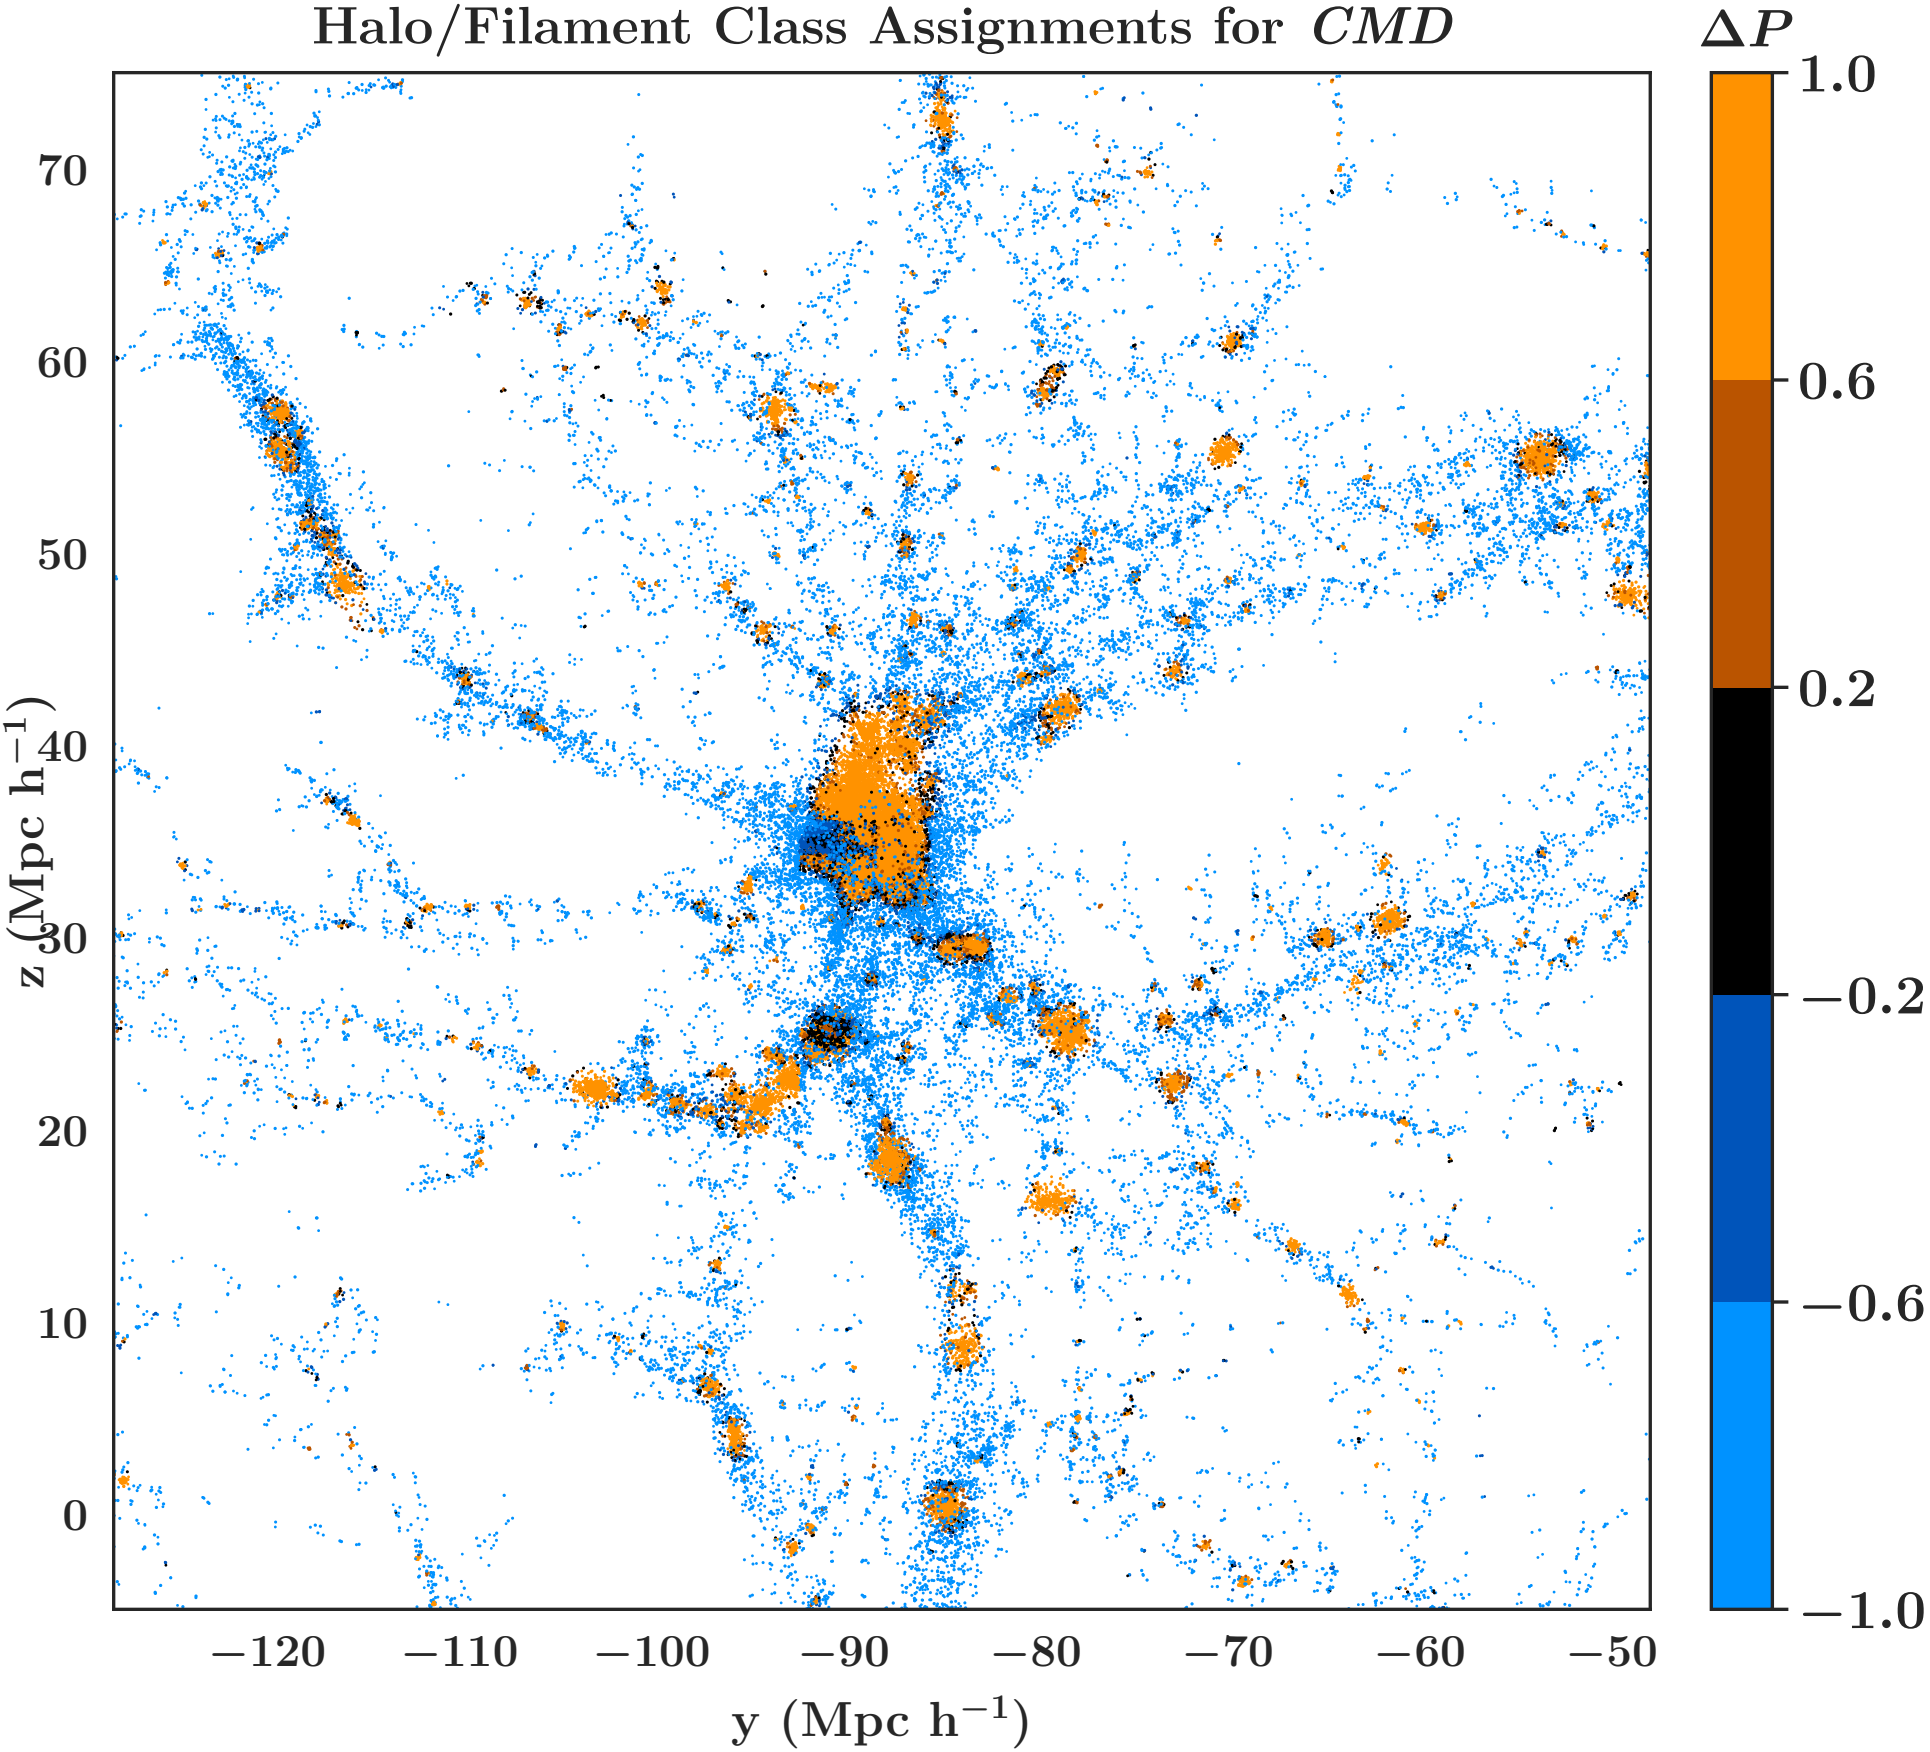 Halo/Filament Class Assignments for CMD
ΔP
1.0
0.6
0.2
−0.2
−0.6
−1.0
z (Mpc h⁻¹)
70
60
50
40
30
20
10
0
−120 −110 −100 −90 −80 −70 −60 −50
y (Mpc h⁻¹)